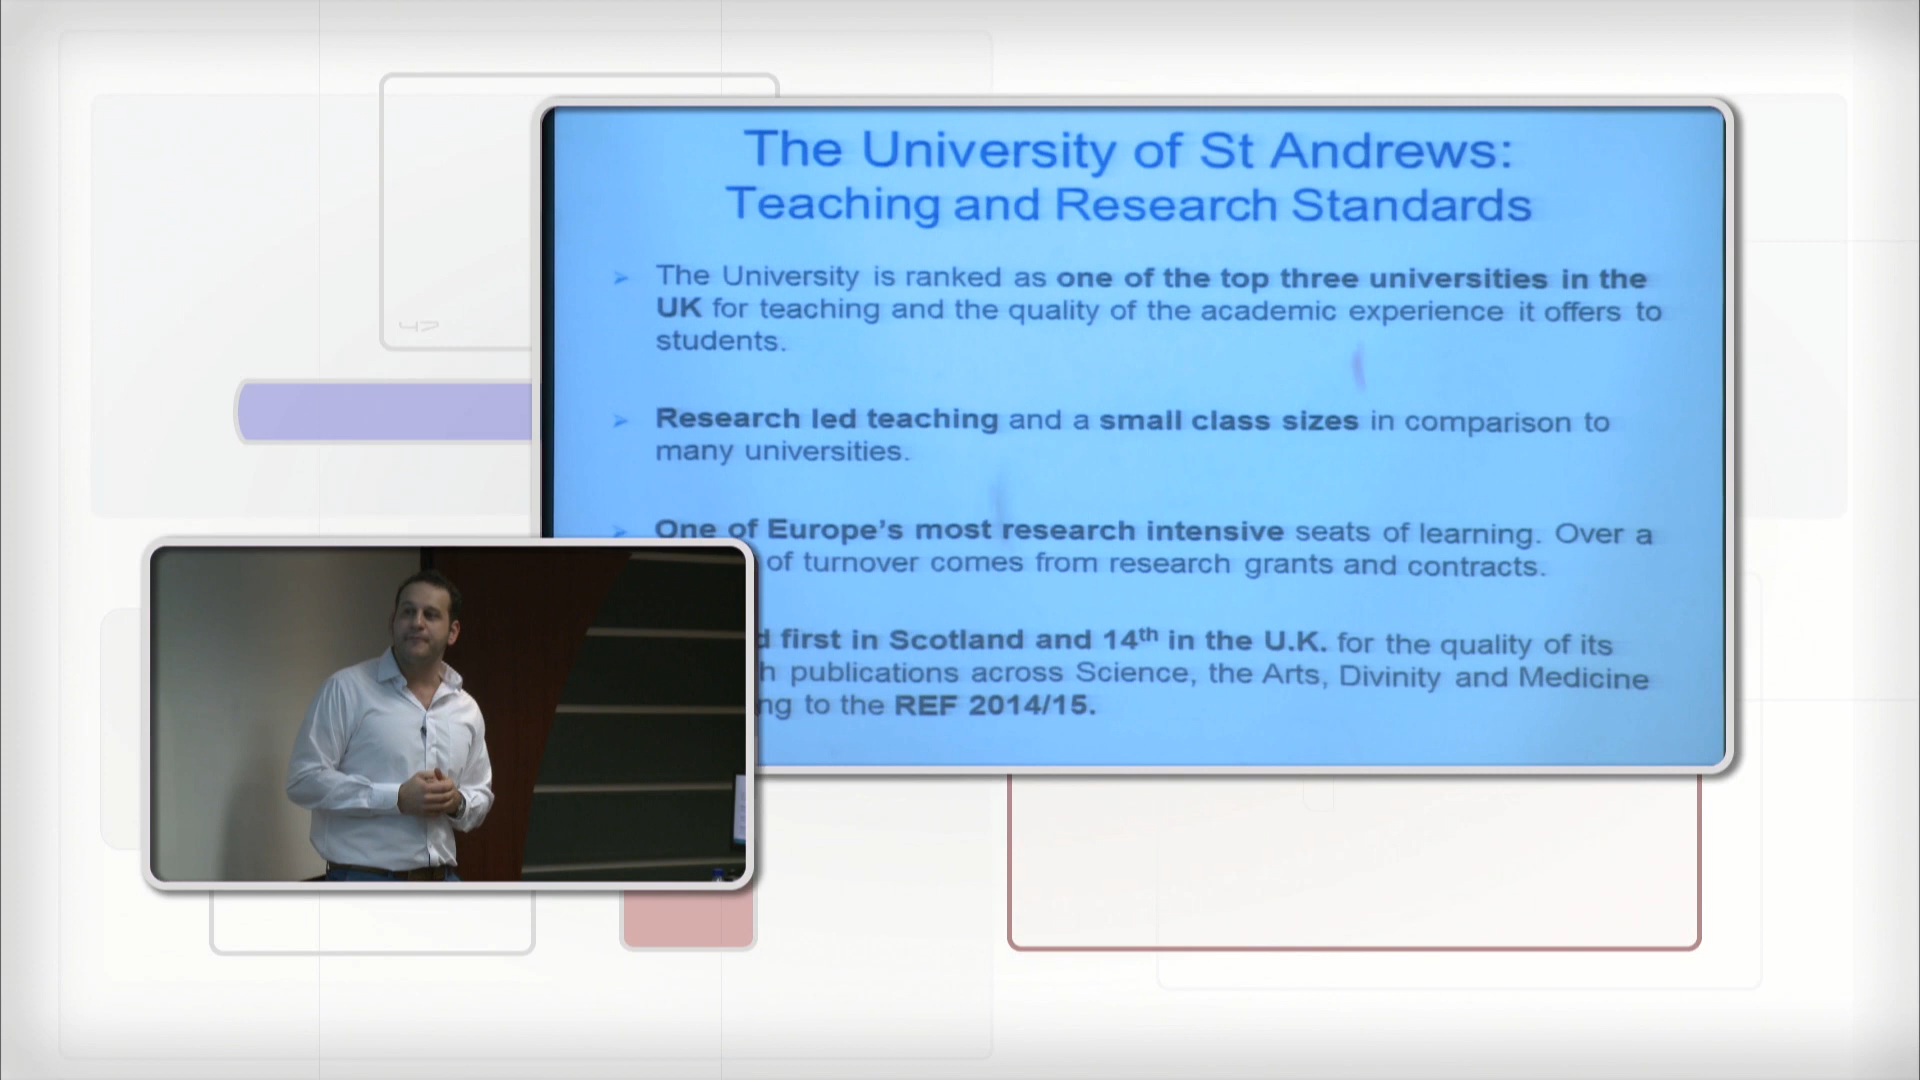 The University of St Andrews:
Teaching and Research Standards
The University is ranked as one of the top three universities in the
UK for teaching and the quality of the academic experience it offers to
students.
Research led teaching and a small class sizes in comparison to
many universities.
One of Europe's most research intensive seats of learning. Over a
of turnover comes from research grants and contracts.
first in Scotland and 14th in the U.K. for the quality of its
publications across Science, the Arts, Divinity and Medicine
to the REF 2014/15.
47